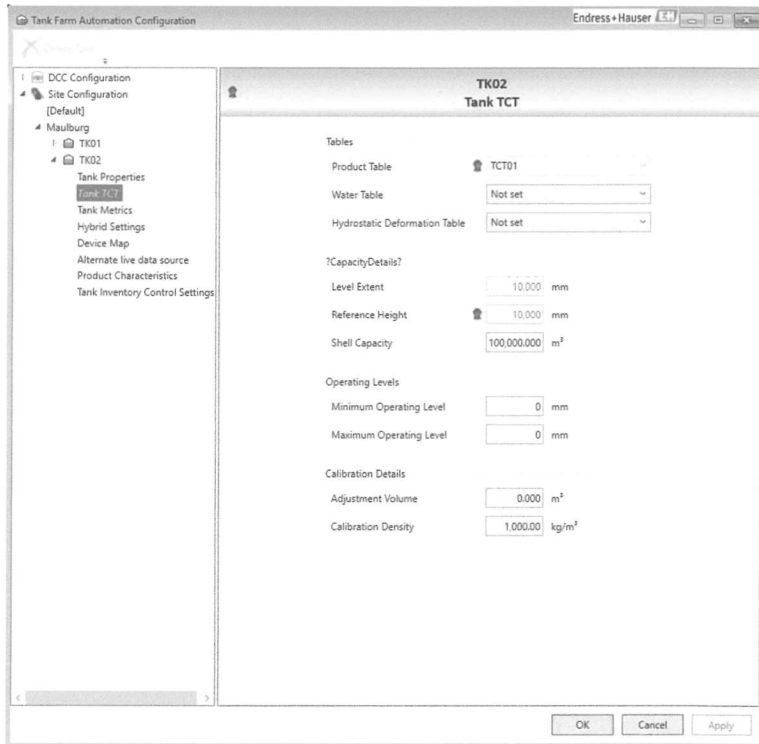 Tank Farm Automation Configuration
Endress+Hauser EH
DCC Configuration
Site Configuration
[Default]
Maulburg
TK01
TK02
Tank Properties
Tank TCT
Tank Metrics
Hybrid Settings
Device Map
Alternate live data source
Product Characteristics
Tank Inventory Control Settings
TK02
Tank TCT
Tables
Product Table TCT01
Water Table Not set
Hydrostatic Deformation Table Not set
?CapacityDetails?
Level Extent 10,000 mm
Reference Height 10,000 mm
Shell Capacity 100,000.000 m³
Operating Levels
Minimum Operating Level 0 mm
Maximum Operating Level 0 mm
Calibration Details
Adjustment Volume 0.000 m³
Calibration Density 1,000.00 kg/m³
OK Cancel Apply